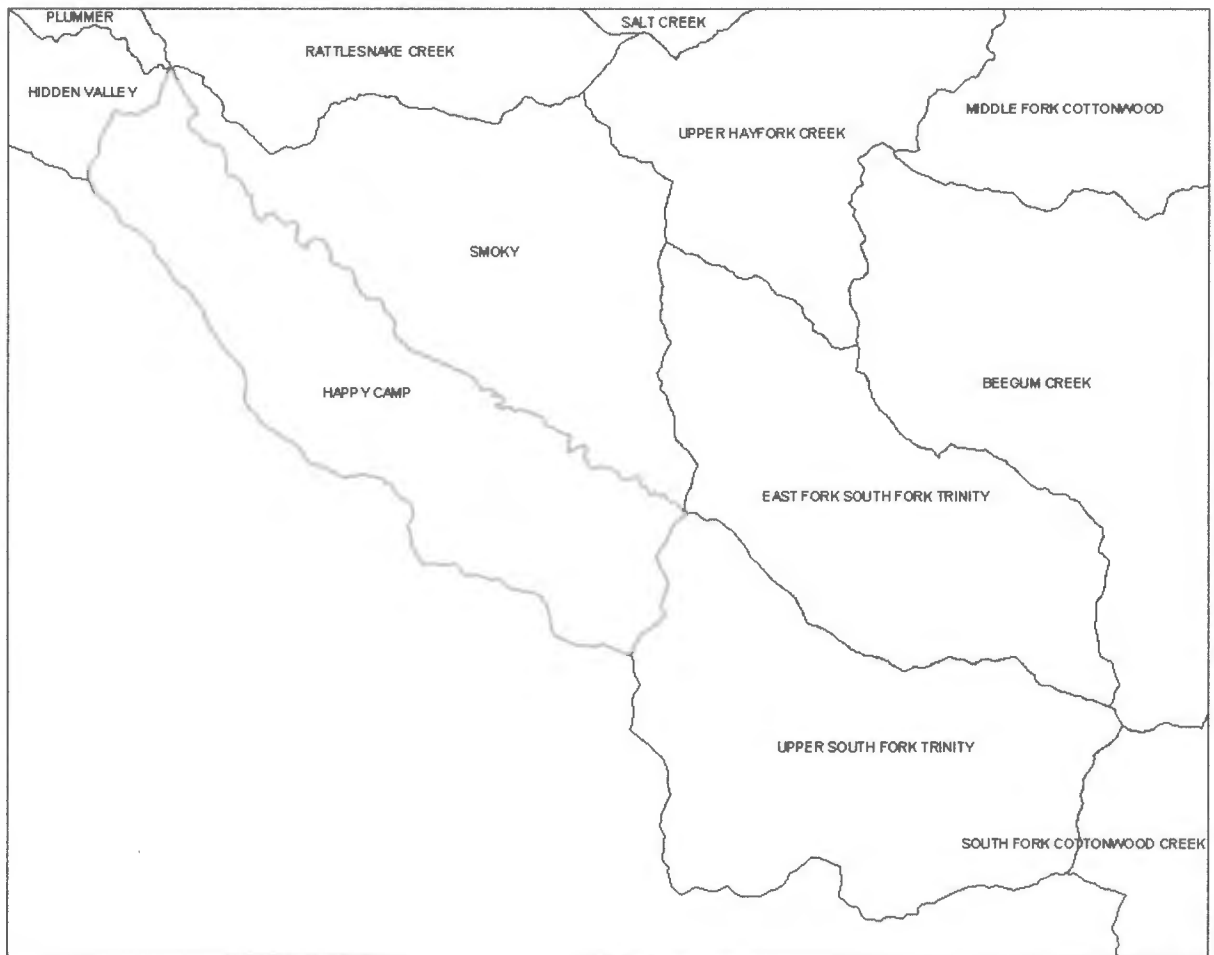 PLUMMER
SALT CREEK
RATTLESNAKE CREEK
HIDDEN VALLEY
MIDDLE FORK COTTONWOOD
UPPER HAYFORK CREEK
SMOKY
HAPPY CAMP
BEEGUM CREEK
EAST FORK SOUTH FORK TRINITY
UPPER SOUTH FORK TRINITY
SOUTH FORK COTTONWOOD CREEK